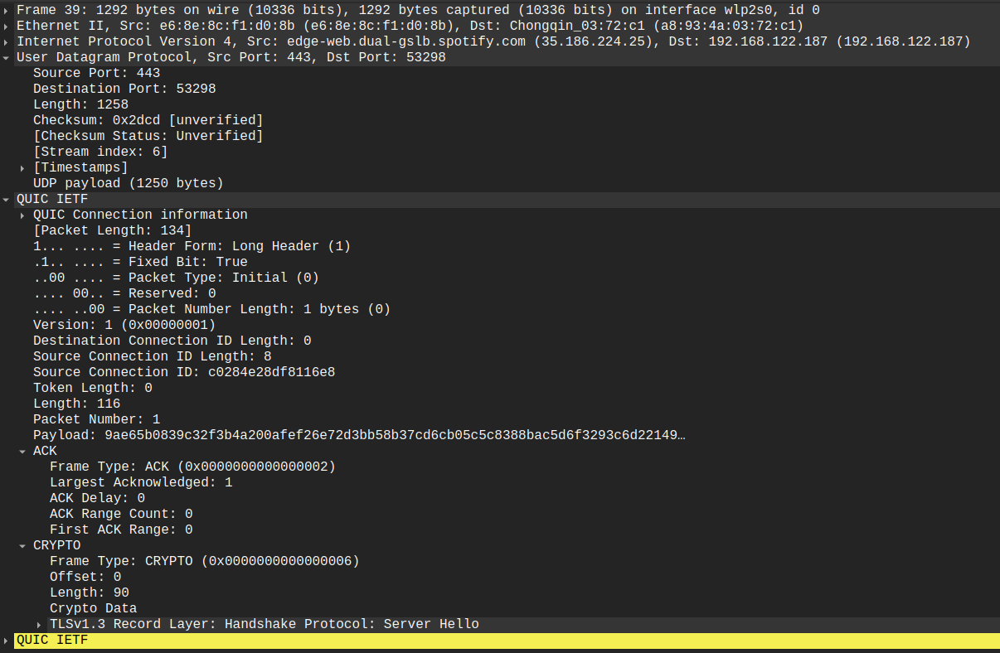 Frame 39: 1292 bytes on wire (10336 bits), 1292 bytes captured (10336 bits) on interface wlp2s0, id 0
Ethernet II, Src: e6:8e:8c:f1:d0:8b (e6:8e:8c:f1:d0:8b), Dst: Chongqin_03:72:c1 (a8:93:4a:03:72:c1)
Internet Protocol Version 4, Src: edge-web.dual-gslb.spotify.com (35.186.224.25), Dst: 192.168.122.187 (192.168.122.187)
User Datagram Protocol, Src Port: 443, Dst Port: 53298
Source Port: 443
Destination Port: 53298
Length: 1258
Checksum: 0x2dcd [unverified]
[Checksum Status: Unverified]
[Stream index: 6]
[Timestamps]
UDP payload (1250 bytes)
QUIC IETF
QUIC Connection information
[Packet Length: 134]
1... .... = Header Form: Long Header (1)
.1.. .... = Fixed Bit: True
..00 .... = Packet Type: Initial (0)
.... 00.. = Reserved: 0
.... ..00 = Packet Number Length: 1 bytes (0)
Version: 1 (0x00000001)
Destination Connection ID Length: 0
Source Connection ID Length: 8
Source Connection ID: c0284e28df8116e8
Token Length: 0
Length: 116
Packet Number: 1
Payload: 9ae65b0839c32f3b4a200afef26e72d3bb58b37cd6cb05c5c8388bac5d6f3293c6d22149…
ACK
Frame Type: ACK (0x0000000000000002)
Largest Acknowledged: 1
ACK Delay: 0
ACK Range Count: 0
First ACK Range: 0
CRYPTO
Frame Type: CRYPTO (0x0000000000000006)
Offset: 0
Length: 90
Crypto Data
TLSv1.3 Record Layer: Handshake Protocol: Server Hello
QUIC IETF